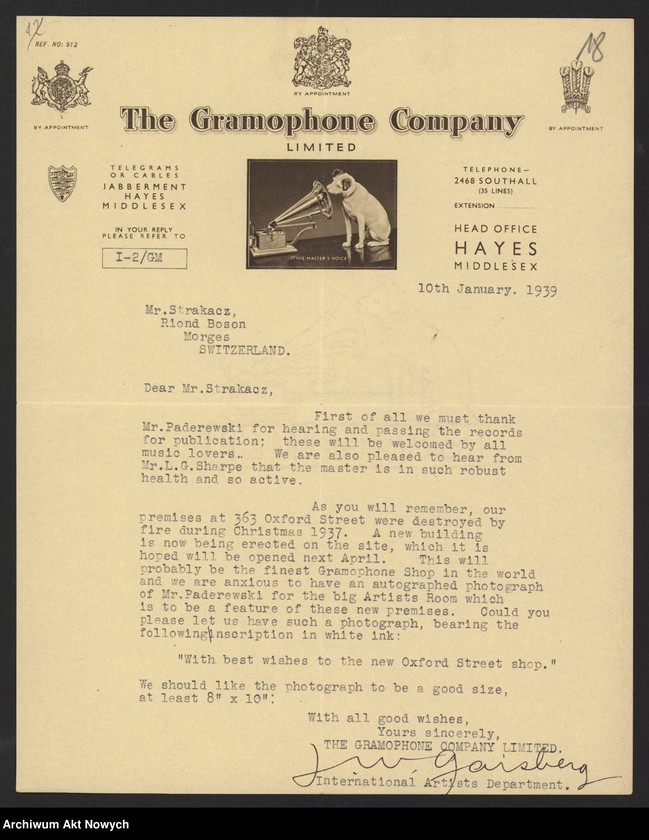 1x
REF. NO: 912
18
BY APPOINTMENT
BY APPOINTMENT
BY APPOINTMENT
The Gramophone Company
LIMITED
TELEGRAMS
OR CABLES
JABBERMENT
HAYES
MIDDLESEX
IN YOUR REPLY
PLEASE REFER TO
I-2/GM
"HIS MASTER'S VOICE"
TELEPHONE—
2468 SOUTHALL
(35 LINES)
EXTENSION
HEAD OFFICE
HAYES
MIDDLESEX
10th January. 1939
Mr.Strakacz,
Riond Boson
Morges
SWITZERLAND.
Dear Mr.Strakacz,
First of all we must thank
Mr.Paderewski for hearing and passing the records
for publication; these will be welcomed by all
music lovers.. We are also pleased to hear from
Mr.L.G.Sharpe that the master is in such robust
health and so active.
As you will remember, our
premises at 363 Oxford Street were destroyed by
fire during Christmas 1937. A new building
is now being erected on the site, which it is
hoped will be opened next April. This will
probably be the finest Gramophone Shop in the world
and we are anxious to have an autographed photograph
of Mr.Paderewski for the big Artists Room which
is to be a feature of these new premises. Could you
please let us have such a photograph, bearing the
following inscription in white ink:
"With best wishes to the new Oxford Street shop."
We should like the photograph to be a good size,
at least 8" x 10":
With all good wishes,
Yours sincerely,
THE GRAMOPHONE COMPANY LIMITED.
J W Gaisberg
International Artists Department.
Archiwum Akt Nowych